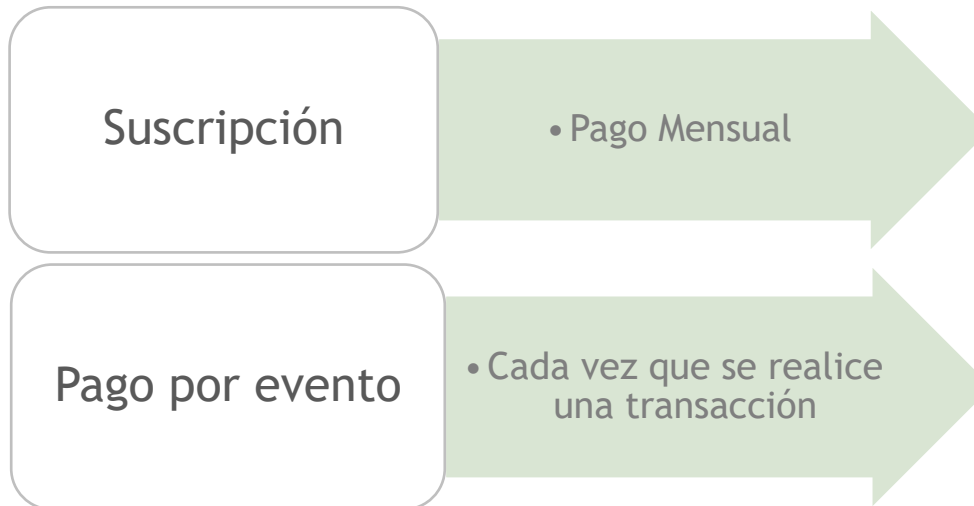 Suscripción
• Pago Mensual
Pago por evento
• Cada vez que se realice
una transacción